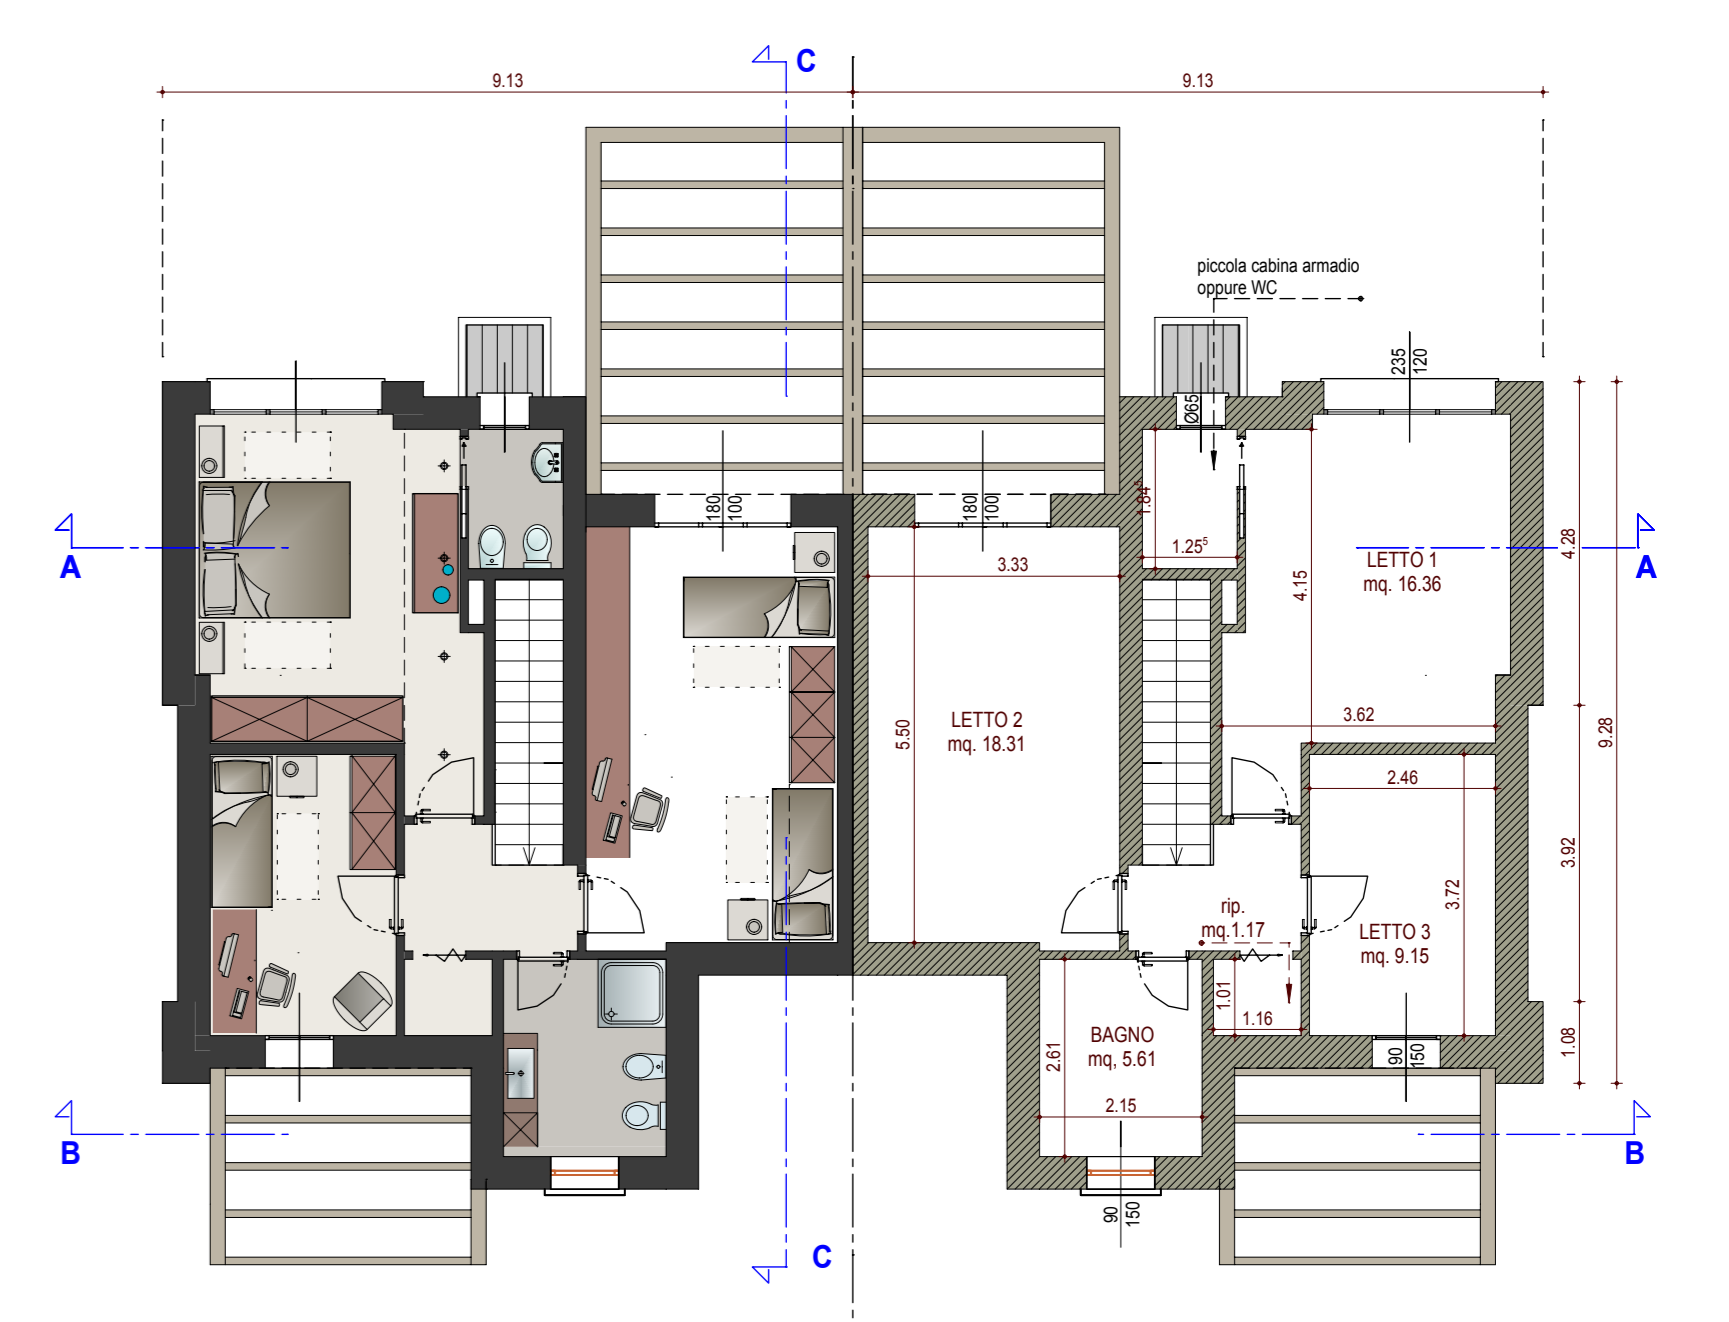 C
9.13
9.13
piccola cabina armadio
oppure WC
235
120
Ø65
180
100
180
100
1.84⁵
1.25⁵
3.33
4.15
LETTO 1
mq. 16.36
4.28
A
A
5.50
LETTO 2
mq. 18.31
3.62
9.28
2.46
3.92
3.72
rip.
mq.1.17
LETTO 3
mq. 9.15
1.01
1.16
BAGNO
mq, 5.61
2.61
2.15
90
150
1.08
B
B
90
150
C